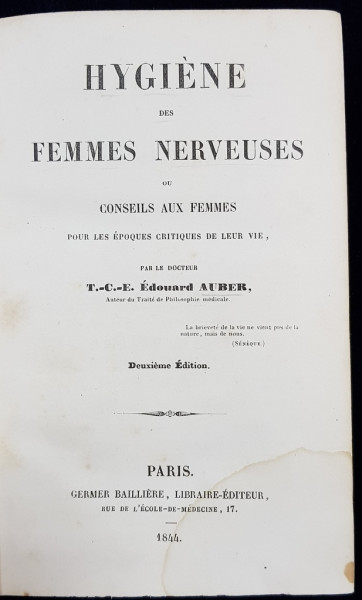 HYGIÈNE
DES
FEMMES NERVEUSES
OU
CONSEILS AUX FEMMES
POUR LES ÉPOQUES CRITIQUES DE LEUR VIE,
PAR LE DOCTEUR
T.-C.-E. Édouard AUBER,
Auteur du Traité de Philosophie médicale.
La brièveté de la vie ne vient pas de la
nature, mais de nous.
(SÉNÈQUE)
Deuxième Édition.
PARIS.
GERMER BAILLIÈRE, LIBRAIRE-ÉDITEUR,
RUE DE L'ÉCOLE-DE-MÉDECINE, 17.
1844.